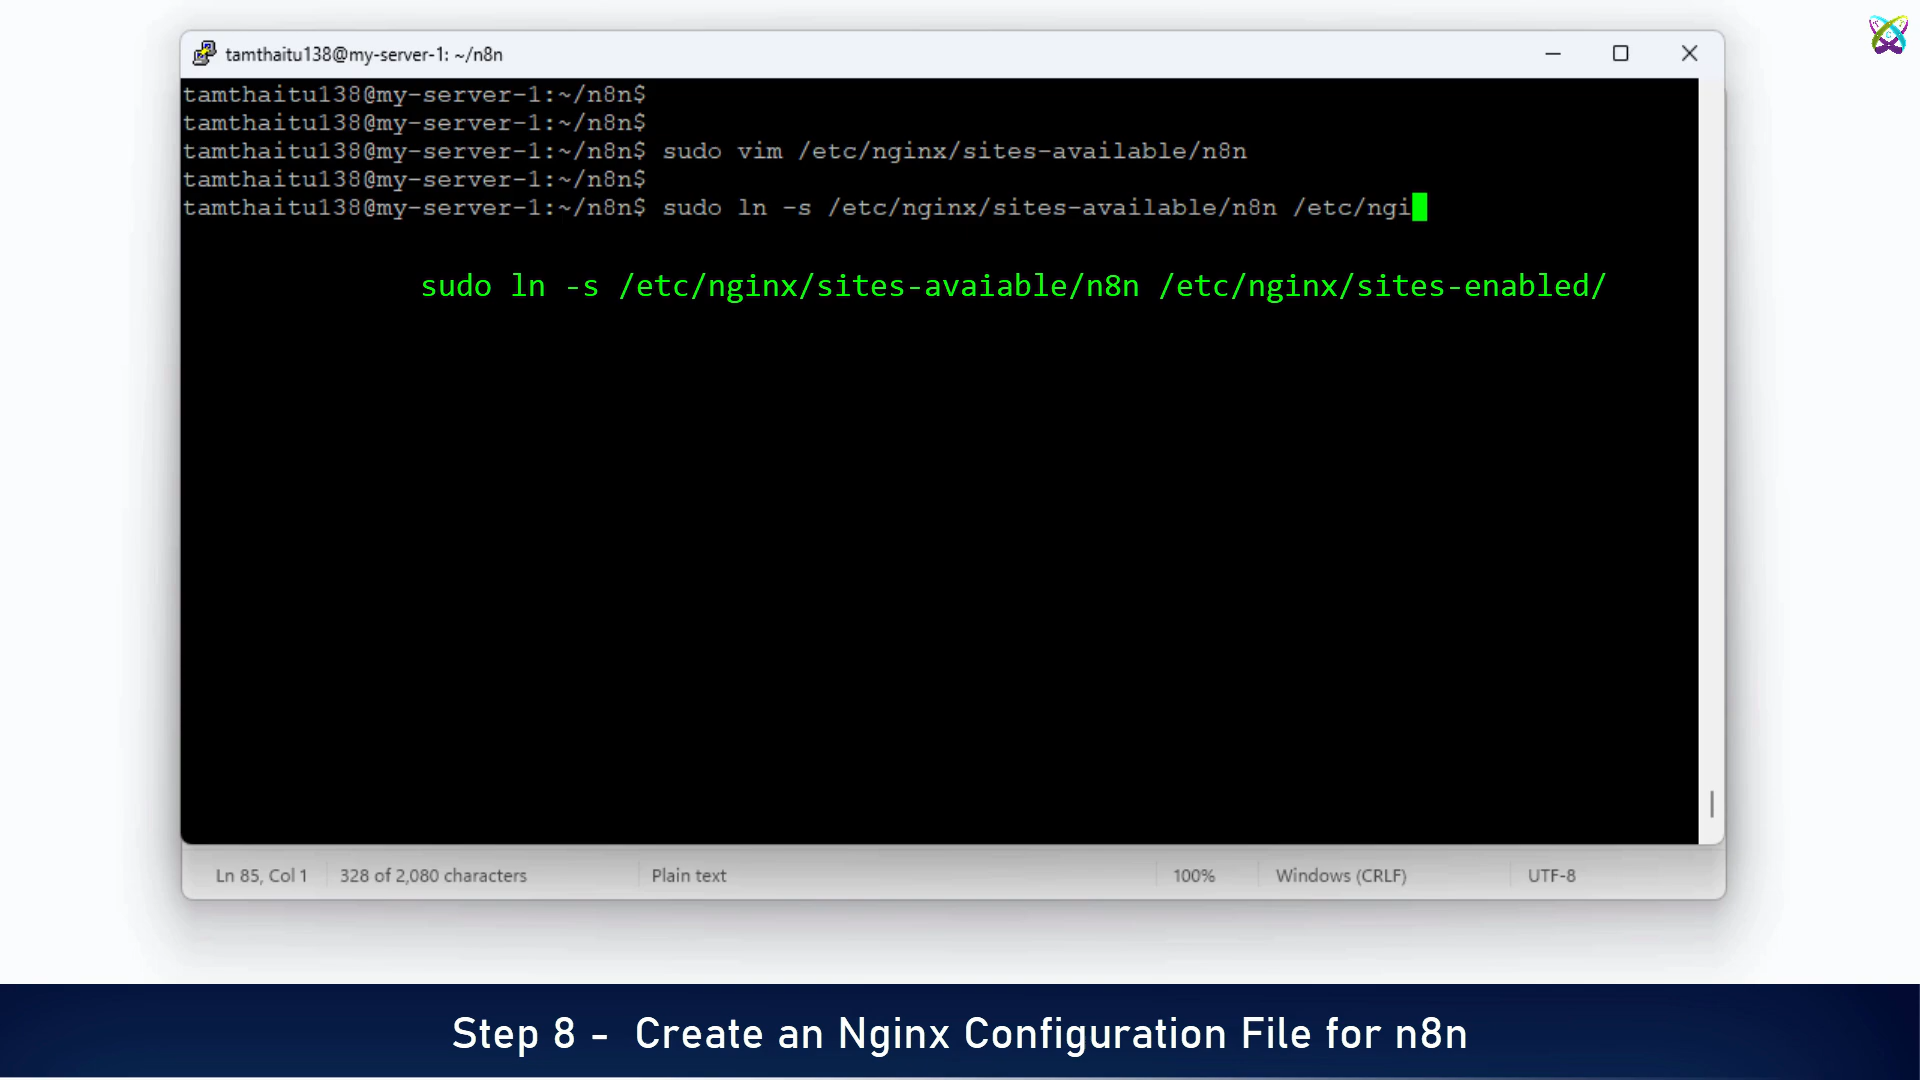 tamthaitu138@my-server-1: ~/n8n
tamthaitu138@my-server-1:~/n8n$
tamthaitu138@my-server-1:~/n8n$
tamthaitu138@my-server-1:~/n8n$ sudo vim /etc/nginx/sites-available/n8n
tamthaitu138@my-server-1:~/n8n$
tamthaitu138@my-server-1:~/n8n$ sudo ln -s /etc/nginx/sites-available/n8n /etc/ngi
sudo ln -s /etc/nginx/sites-avaiable/n8n /etc/nginx/sites-enabled/
Ln 85, Col 1 328 of 2,080 characters Plain text 100% Windows (CRLF) UTF-8
Step 8 - Create an Nginx Configuration File for n8n